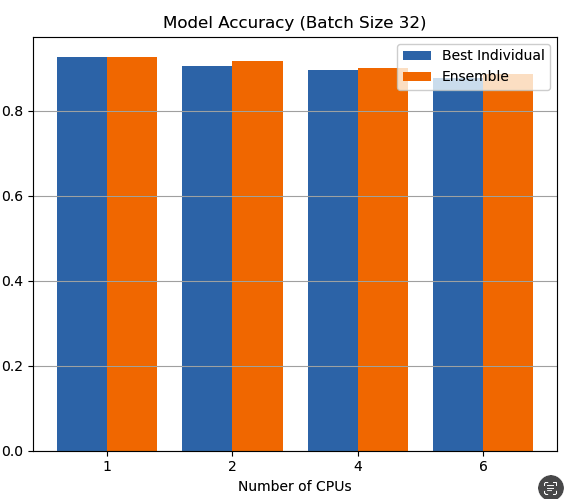 Model Accuracy (Batch Size 32)
Best Individual
Ensemble
0.8
0.6
0.4
0.2
0.0
1 2 4 6
Number of CPUs